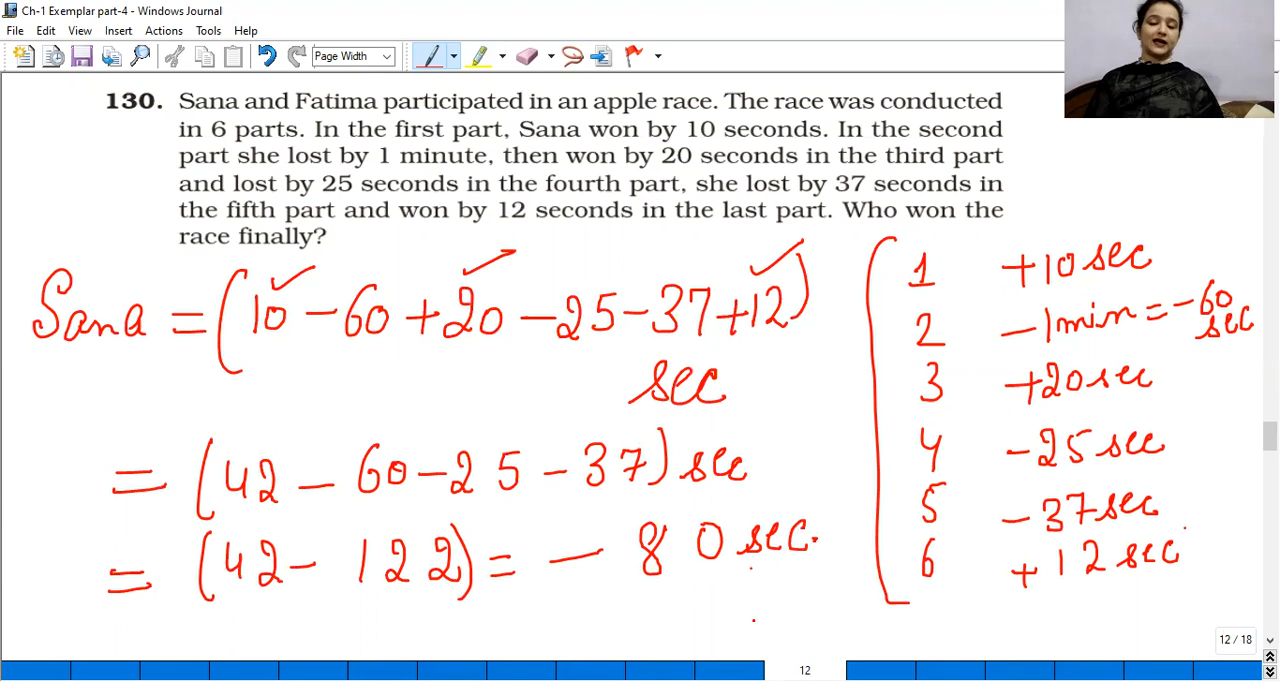 Ch-1 Exemplar part-4 - Windows Journal
File Edit View Insert Actions Tools Help
Page Width
130. Sana and Fatima participated in an apple race. The race was conducted
in 6 parts. In the first part, Sana won by 10 seconds. In the second
part she lost by 1 minute, then won by 20 seconds in the third part
and lost by 25 seconds in the fourth part, she lost by 37 seconds in
the fifth part and won by 12 seconds in the last part. Who won the
race finally?
Sana = (10 - 60 + 20 - 25 - 37 + 12)
sec
= (42 - 60 - 25 - 37) sec
= (42 - 122) = - 80 sec.
1 +10 sec
2 - 1 min = - 60 sec
3 +20 sec
4 - 25 sec
5 - 37 sec
6 + 12 sec
12 / 18
12